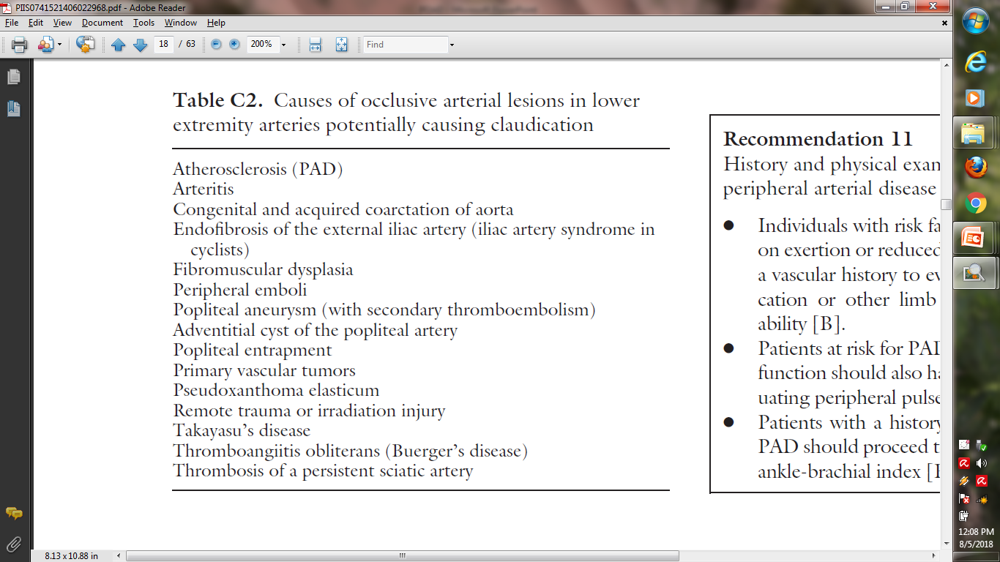 PIIS0741521406022968.pdf - Adobe Reader
File Edit View Document Tools Window Help
18 / 63 200% Find
Table C2. Causes of occlusive arterial lesions in lower
extremity arteries potentially causing claudication
Atherosclerosis (PAD)
Arteritis
Congenital and acquired coarctation of aorta
Endofibrosis of the external iliac artery (iliac artery syndrome in
cyclists)
Fibromuscular dysplasia
Peripheral emboli
Popliteal aneurysm (with secondary thromboembolism)
Adventitial cyst of the popliteal artery
Popliteal entrapment
Primary vascular tumors
Pseudoxanthoma elasticum
Remote trauma or irradiation injury
Takayasu's disease
Thromboangiitis obliterans (Buerger's disease)
Thrombosis of a persistent sciatic artery
Recommendation 11
History and physical exan
peripheral arterial disease
● Individuals with risk fa
on exertion or reduced
a vascular history to ev
cation or other limb
ability [B].
● Patients at risk for PAD
function should also ha
uating peripheral pulse
● Patients with a history
PAD should proceed t
ankle-brachial index [B
8.13 x 10.88 in
12:08 PM
8/5/2018